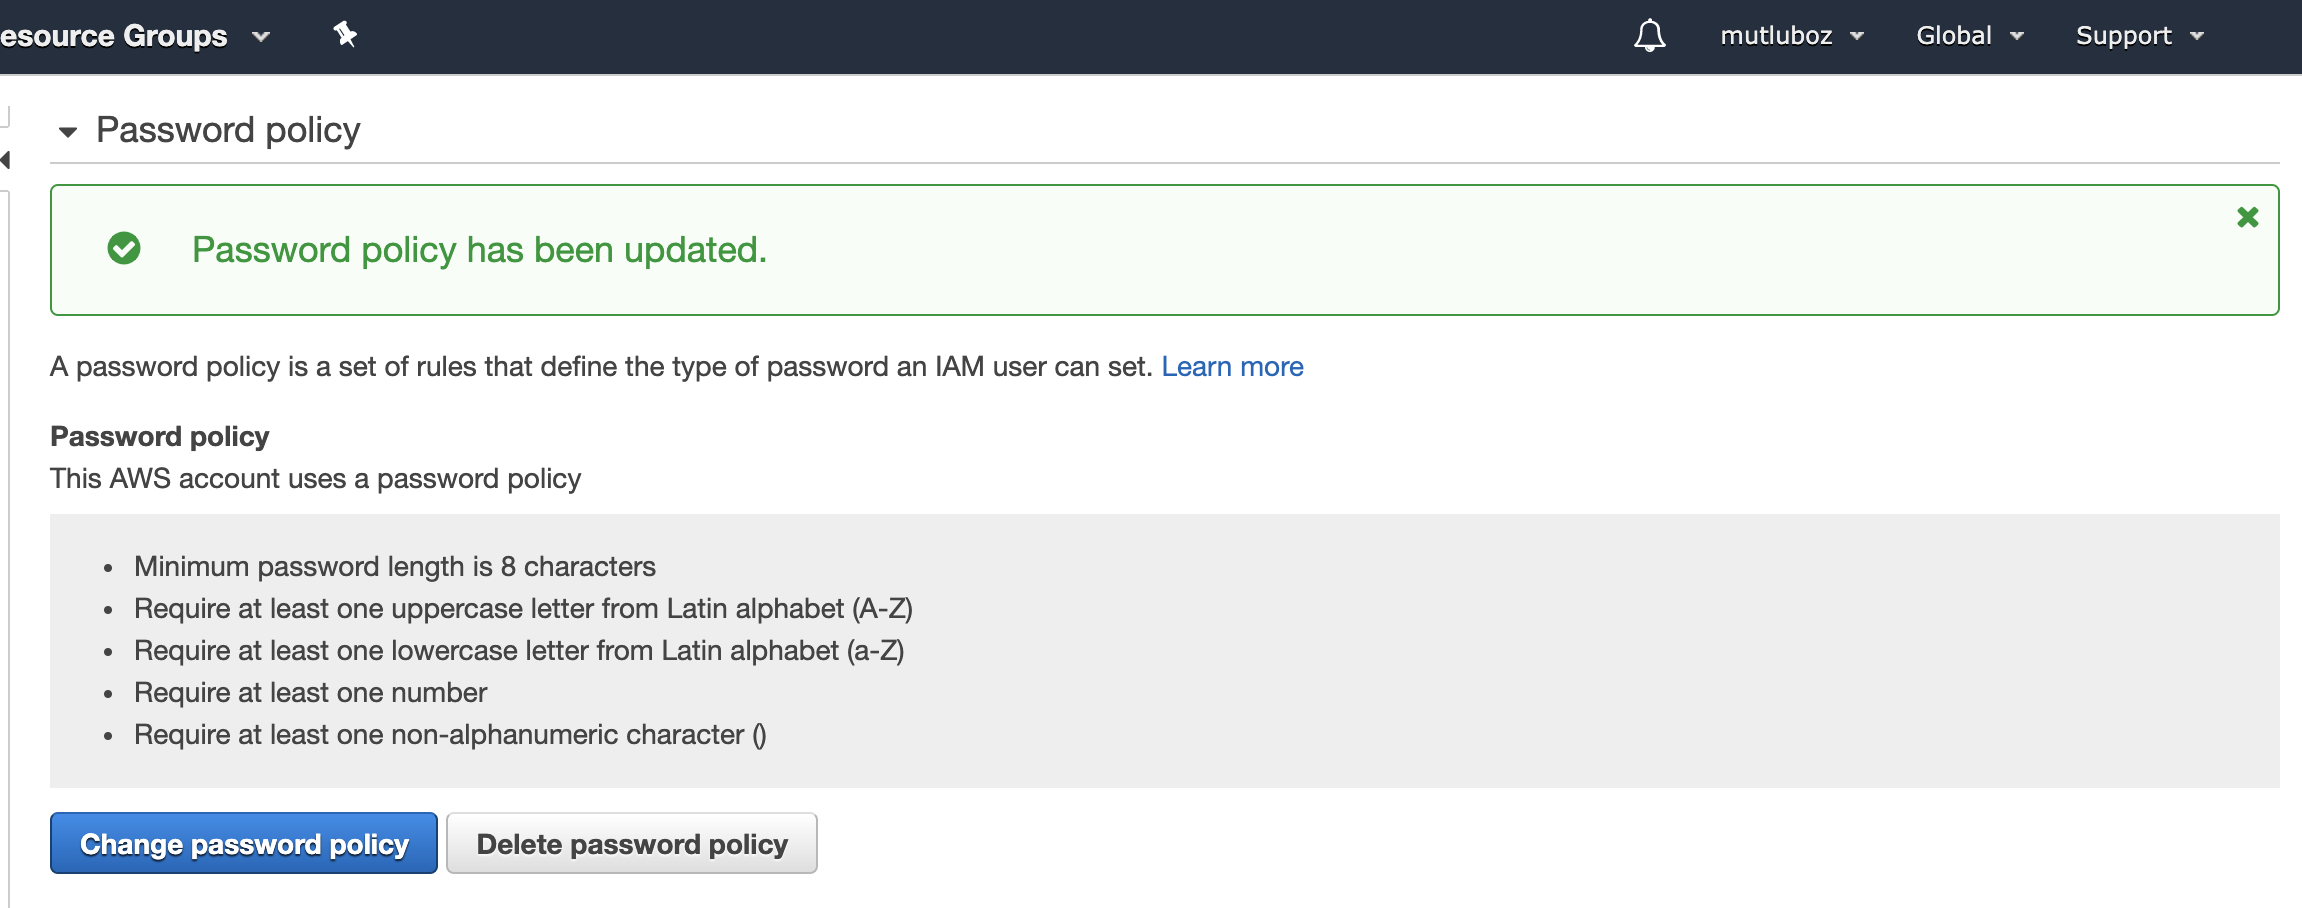 esource Groups
mutluboz
Global
Support
Password policy
Password policy has been updated.
A password policy is a set of rules that define the type of password an IAM user can set. Learn more
Password policy
This AWS account uses a password policy
• Minimum password length is 8 characters
• Require at least one uppercase letter from Latin alphabet (A-Z)
• Require at least one lowercase letter from Latin alphabet (a-Z)
• Require at least one number
• Require at least one non-alphanumeric character ()
Change password policy
Delete password policy